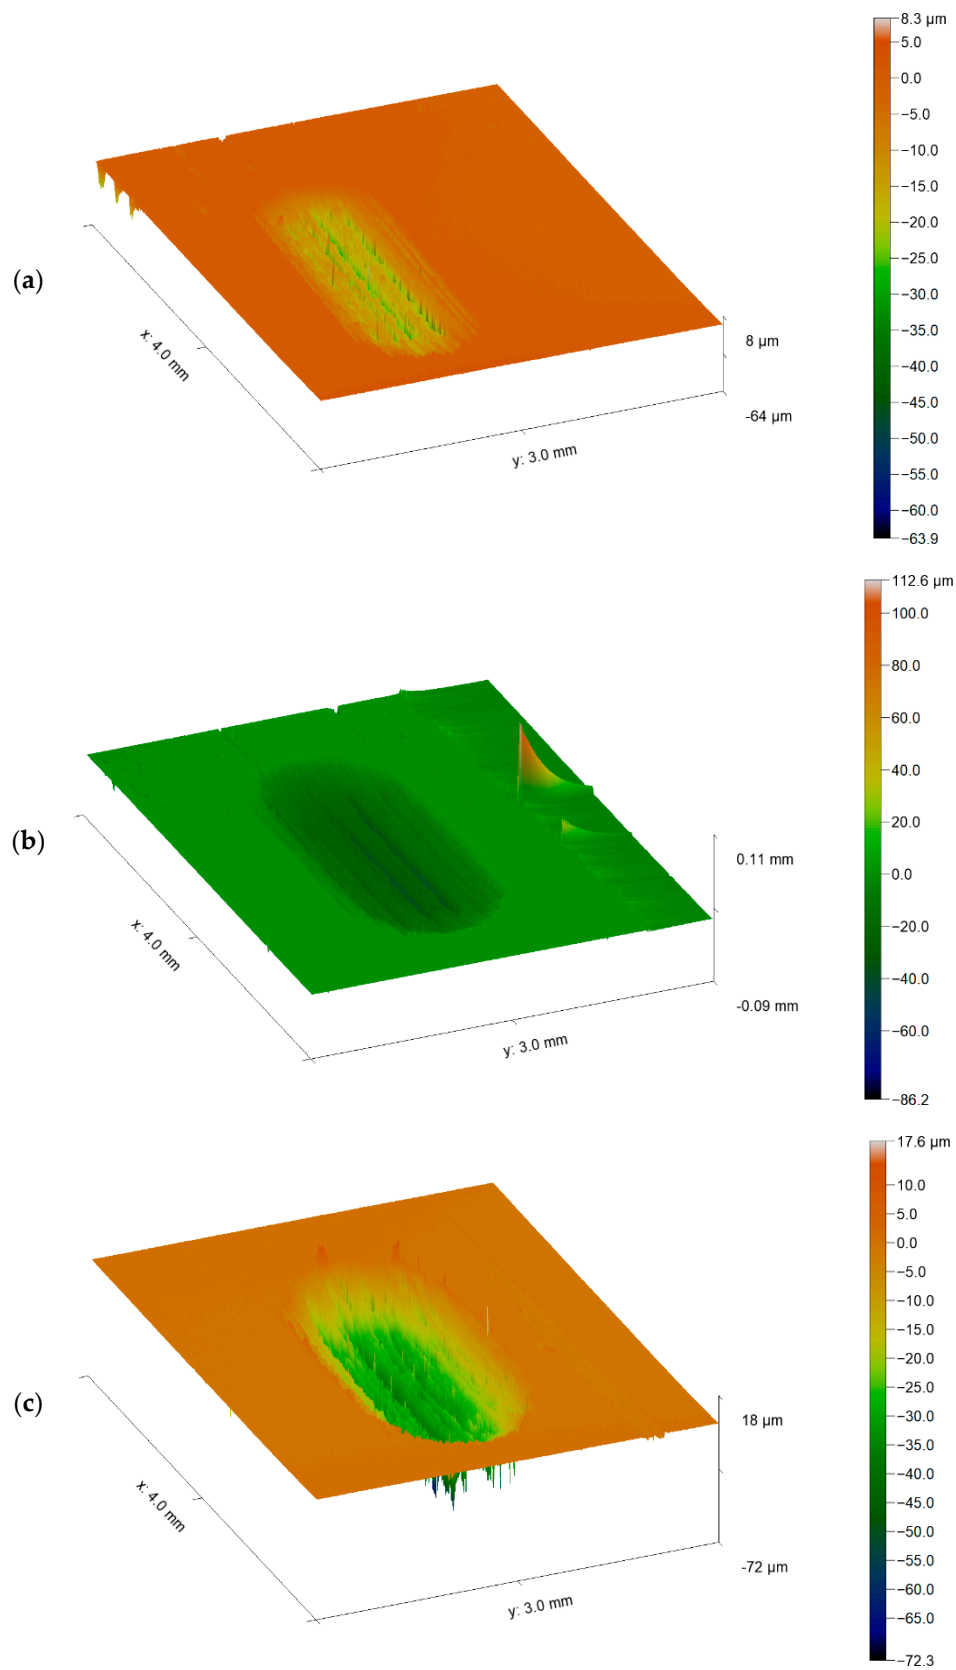 8.3 µm
5.0
0.0
−5.0
−10.0
−15.0
−20.0
−25.0
−30.0
−35.0
−40.0
−45.0
−50.0
−55.0
−60.0
−63.9
(a)
x: 4.0 mm
y: 3.0 mm
8 µm
-64 µm
112.6 µm
100.0
80.0
60.0
40.0
20.0
0.0
−20.0
−40.0
−60.0
−86.2
(b)
x: 4.0 mm
y: 3.0 mm
0.11 mm
-0.09 mm
17.6 µm
10.0
5.0
0.0
−5.0
−10.0
−15.0
−20.0
−25.0
−30.0
−35.0
−40.0
−45.0
−50.0
−55.0
−60.0
−65.0
−72.3
(c)
x: 4.0 mm
y: 3.0 mm
18 µm
-72 µm